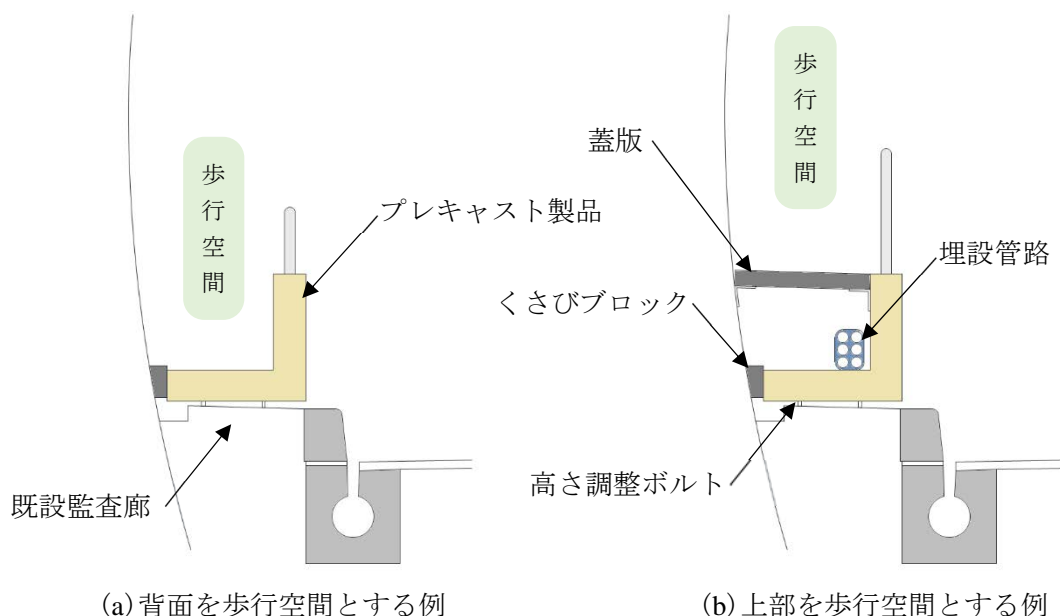 歩行空間
プレキャスト製品
既設監査廊
(a)背面を歩行空間とする例
歩行空間
蓋版
埋設管路
くさびブロック
高さ調整ボルト
(b)上部を歩行空間とする例